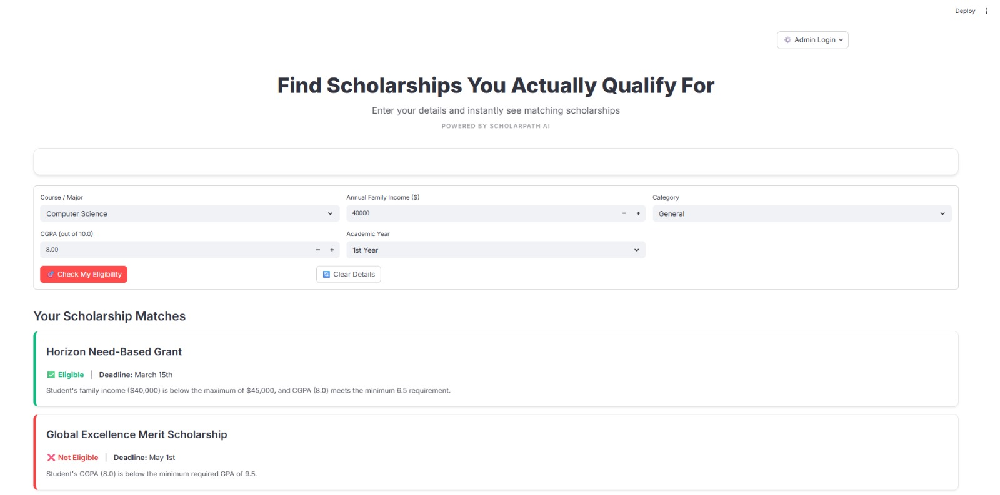 Deploy
Admin Login
Find Scholarships You Actually Qualify For
Enter your details and instantly see matching scholarships
POWERED BY SCHOLARPATH AI
Course / Major
Annual Family Income ($)
Category
Computer Science
40000
General
CGPA (out of 10.0)
Academic Year
8.00
1st Year
Check My Eligibility
Clear Details
Your Scholarship Matches
Horizon Need-Based Grant
Eligible | Deadline: March 15th
Student's family income ($40,000) is below the maximum of $45,000, and CGPA (8.0) meets the minimum 6.5 requirement.
Global Excellence Merit Scholarship
Not Eligible | Deadline: May 1st
Student's CGPA (8.0) is below the minimum required GPA of 9.5.